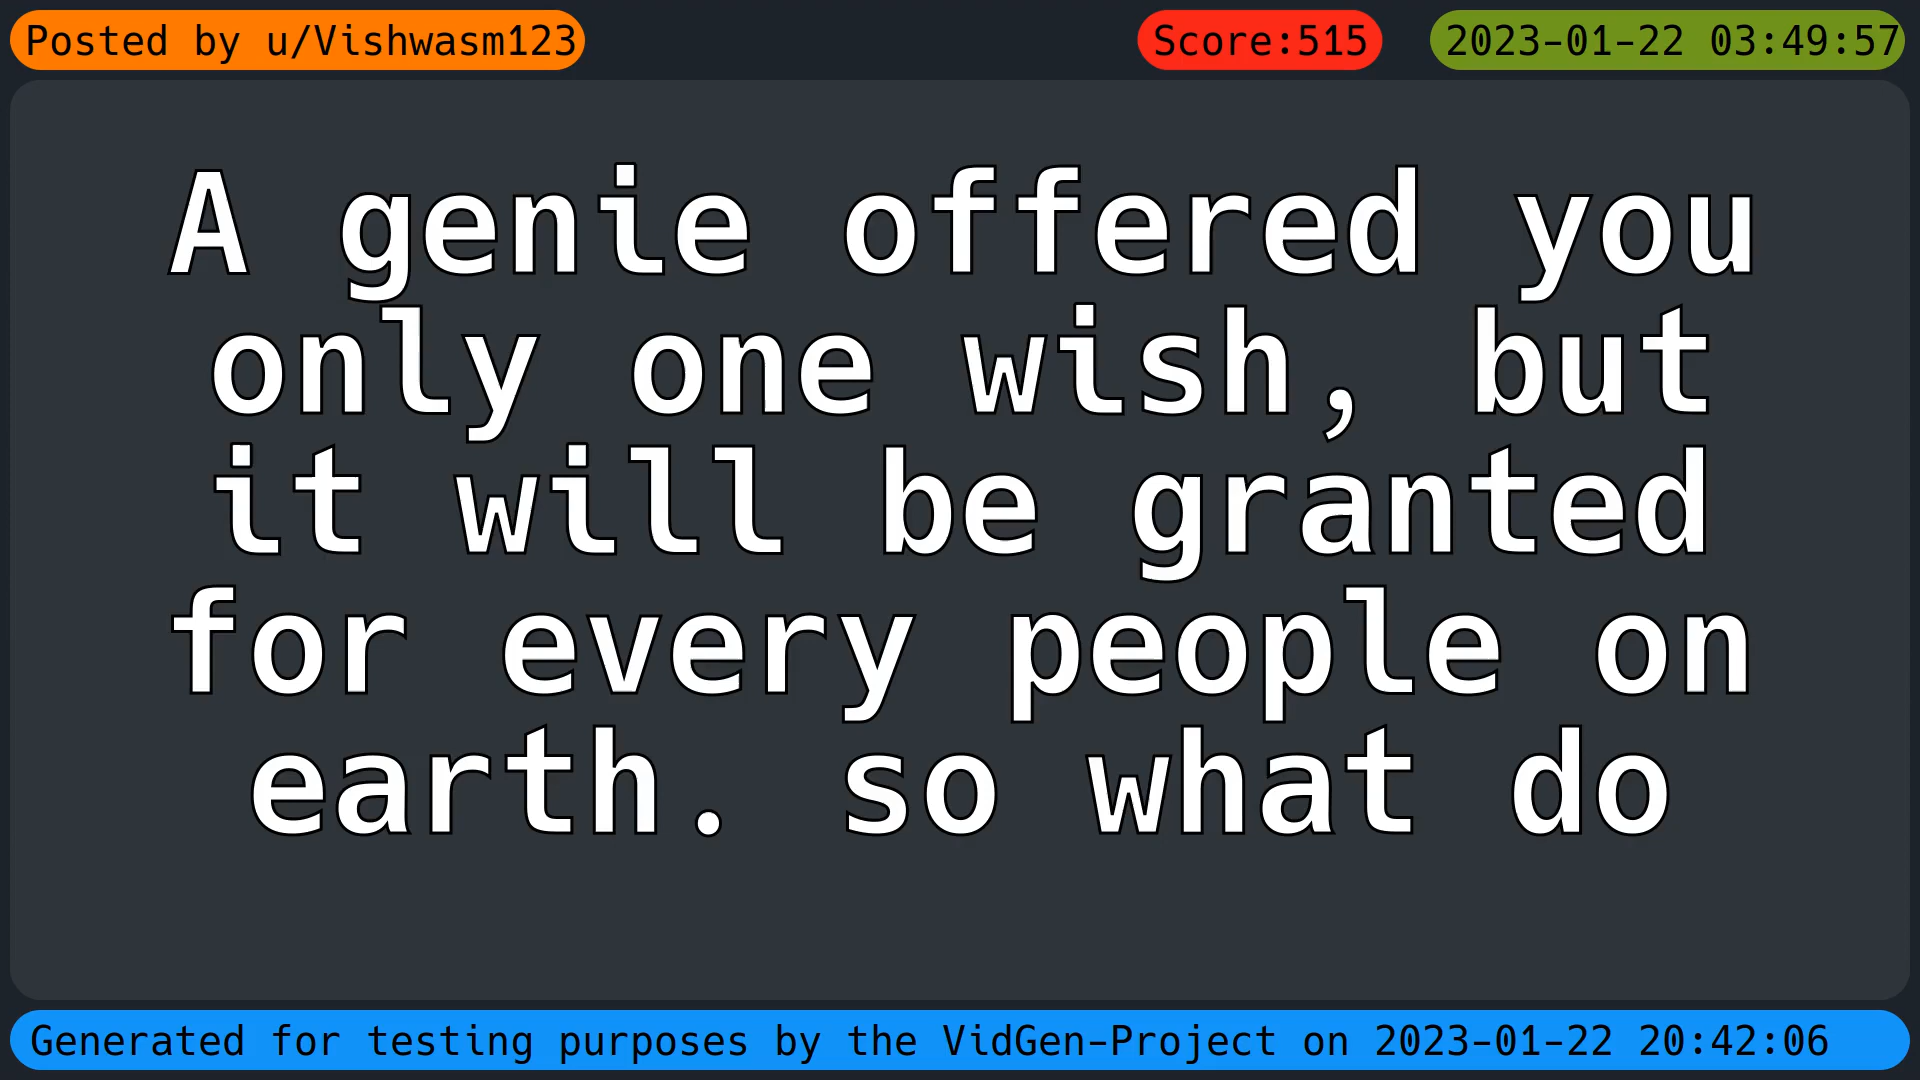 Posted by u/Vishwasm123
Score:515
2023-01-22 03:49:57
A genie offered you
only one wish, but
it will be granted
for every people on
earth. so what do
Generated for testing purposes by the VidGen-Project on 2023-01-22 20:42:06